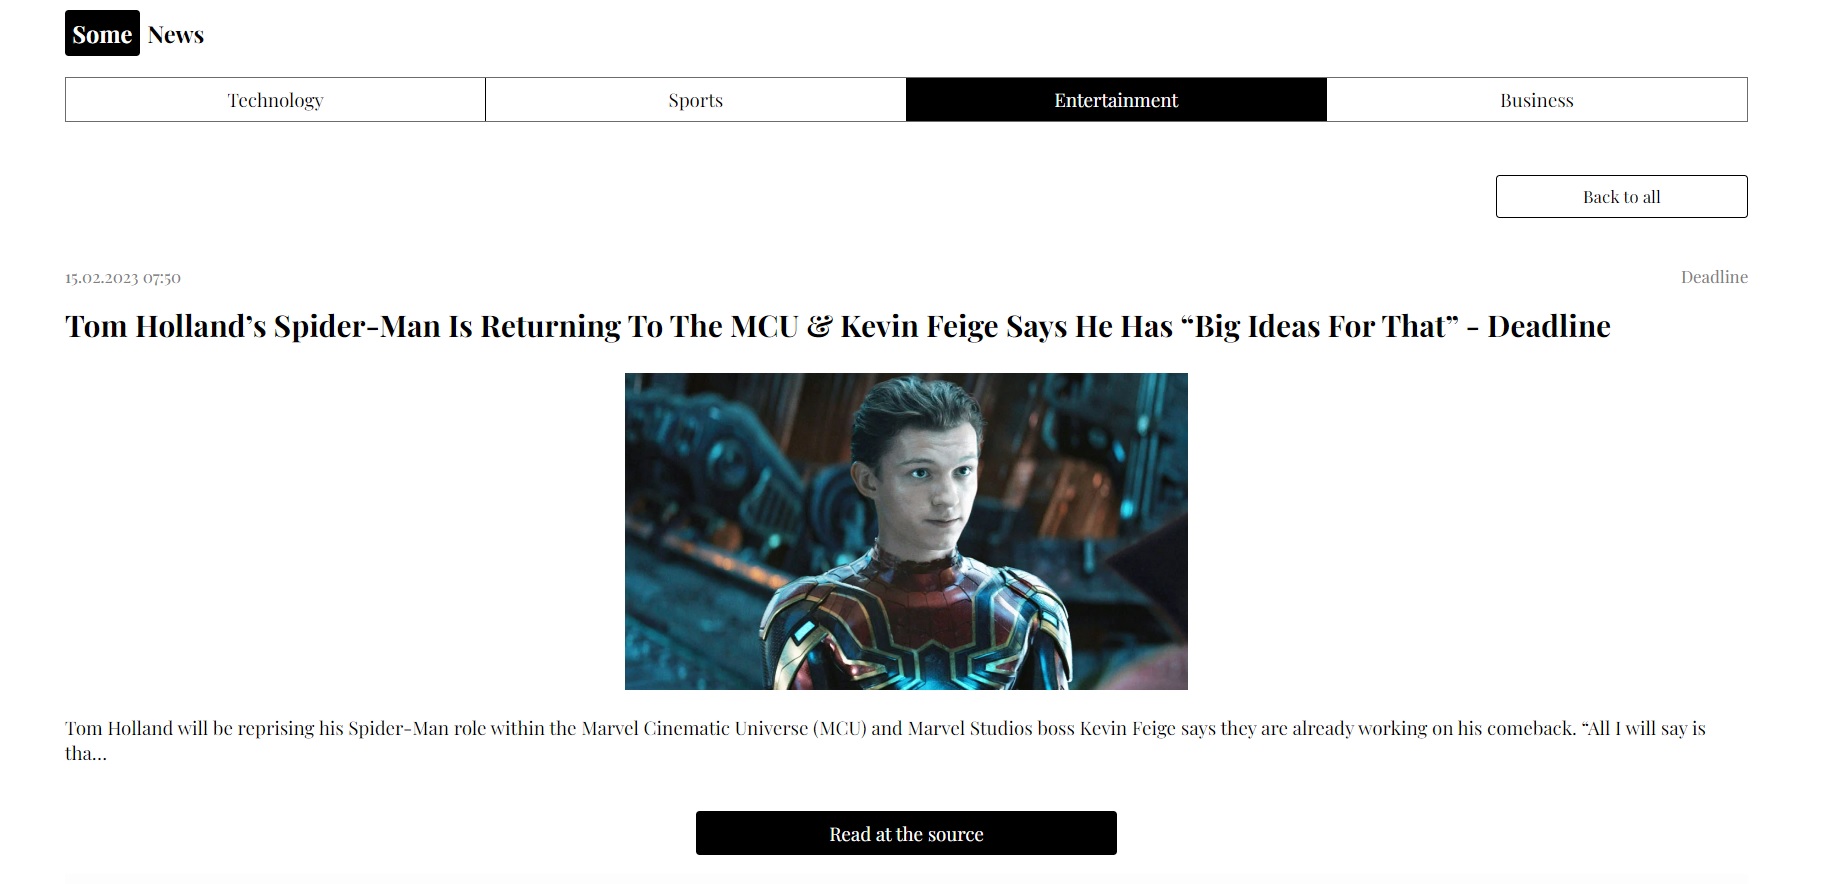 Some News
Technology Sports Entertainment Business
Back to all
15.02.2023 07:50 Deadline
Tom Holland’s Spider-Man Is Returning To The MCU & Kevin Feige Says He Has “Big Ideas For That” - Deadline
Tom Holland will be reprising his Spider-Man role within the Marvel Cinematic Universe (MCU) and Marvel Studios boss Kevin Feige says they are already working on his comeback. “All I will say is
tha…
Read at the source